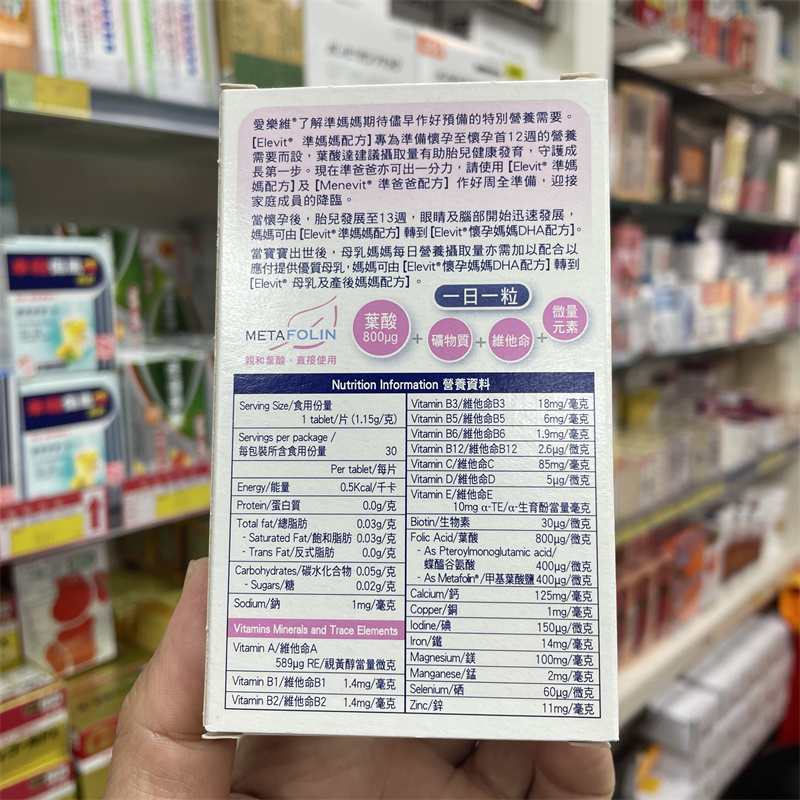 愛樂維®了解準媽媽期待儘早作好預備的特別營養需要。
【Elevit® 準媽媽配方】專為準備懷孕至懷孕首12週的營養
需要而設，葉酸達建議攝取量有助胎兒健康發育，守護成
長第一步。現在準爸爸亦可出一分力，請使用【Elevit® 準媽
媽配方】及【Menevit® 準爸爸配方】作好周全準備，迎接
家庭成員的降臨。
當懷孕後，胎兒發展至13週，眼睛及腦部開始迅速發展，
媽媽可由【Elevit®準媽媽配方】轉到【Elevit®懷孕媽媽DHA配方】。
當寶寶出世後，母乳媽媽每日營養攝取量亦需加以配合以
應付提供優質母乳，媽媽可由【Elevit®懷孕媽媽DHA配方】轉到
【Elevit® 母乳及產後媽媽配方】。
一日一粒
METAFOLIN
親和葉酸·直接使用
葉酸
800μg
+
礦物質
+
維他命
+
微量
元素
Nutrition Information 營養資料
Serving Size/食用份量
1 tablet/片 (1.15g/克)
Servings per package /
每包裝所含食用份量 30
Per tablet/每片
Energy/能量 0.5Kcal/千卡
Protein/蛋白質 0.0g/克
Total fat/總脂肪 0.03g/克
- Saturated Fat/飽和脂肪 0.03g/克
- Trans Fat/反式脂肪 0.0g/克
Carbohydrates/碳水化合物 0.05g/克
- Sugars/糖 0.02g/克
Sodium/鈉 1mg/毫克
Vitamins Minerals and Trace Elements
Vitamin A/維他命A
589μg RE/視黃醇當量微克
Vitamin B1/維他命B1 1.4mg/毫克
Vitamin B2/維他命B2 1.4mg/毫克
Vitamin B3/維他命B3 18mg/毫克
Vitamin B5/維他命B5 6mg/毫克
Vitamin B6/維他命B6 1.9mg/毫克
Vitamin B12/維他命B12 2.6μg/微克
Vitamin C/維他命C 85mg/毫克
Vitamin D/維他命D 5μg/微克
Vitamin E/維他命E
10mg α-TE/α-生育酚當量毫克
Biotin/生物素 30μg/微克
Folic Acid/葉酸 800μg/微克
- As Pteroylmonoglutamic acid/
蝶醯谷氨酸 400μg/微克
- As Metafolin®/甲基葉酸鹽 400μg/微克
Calcium/鈣 125mg/毫克
Copper/銅 1mg/毫克
Iodine/碘 150μg/微克
Iron/鐵 14mg/毫克
Magnesium/鎂 100mg/毫克
Manganese/錳 2mg/毫克
Selenium/硒 60μg/微克
Zinc/鋅 11mg/毫克